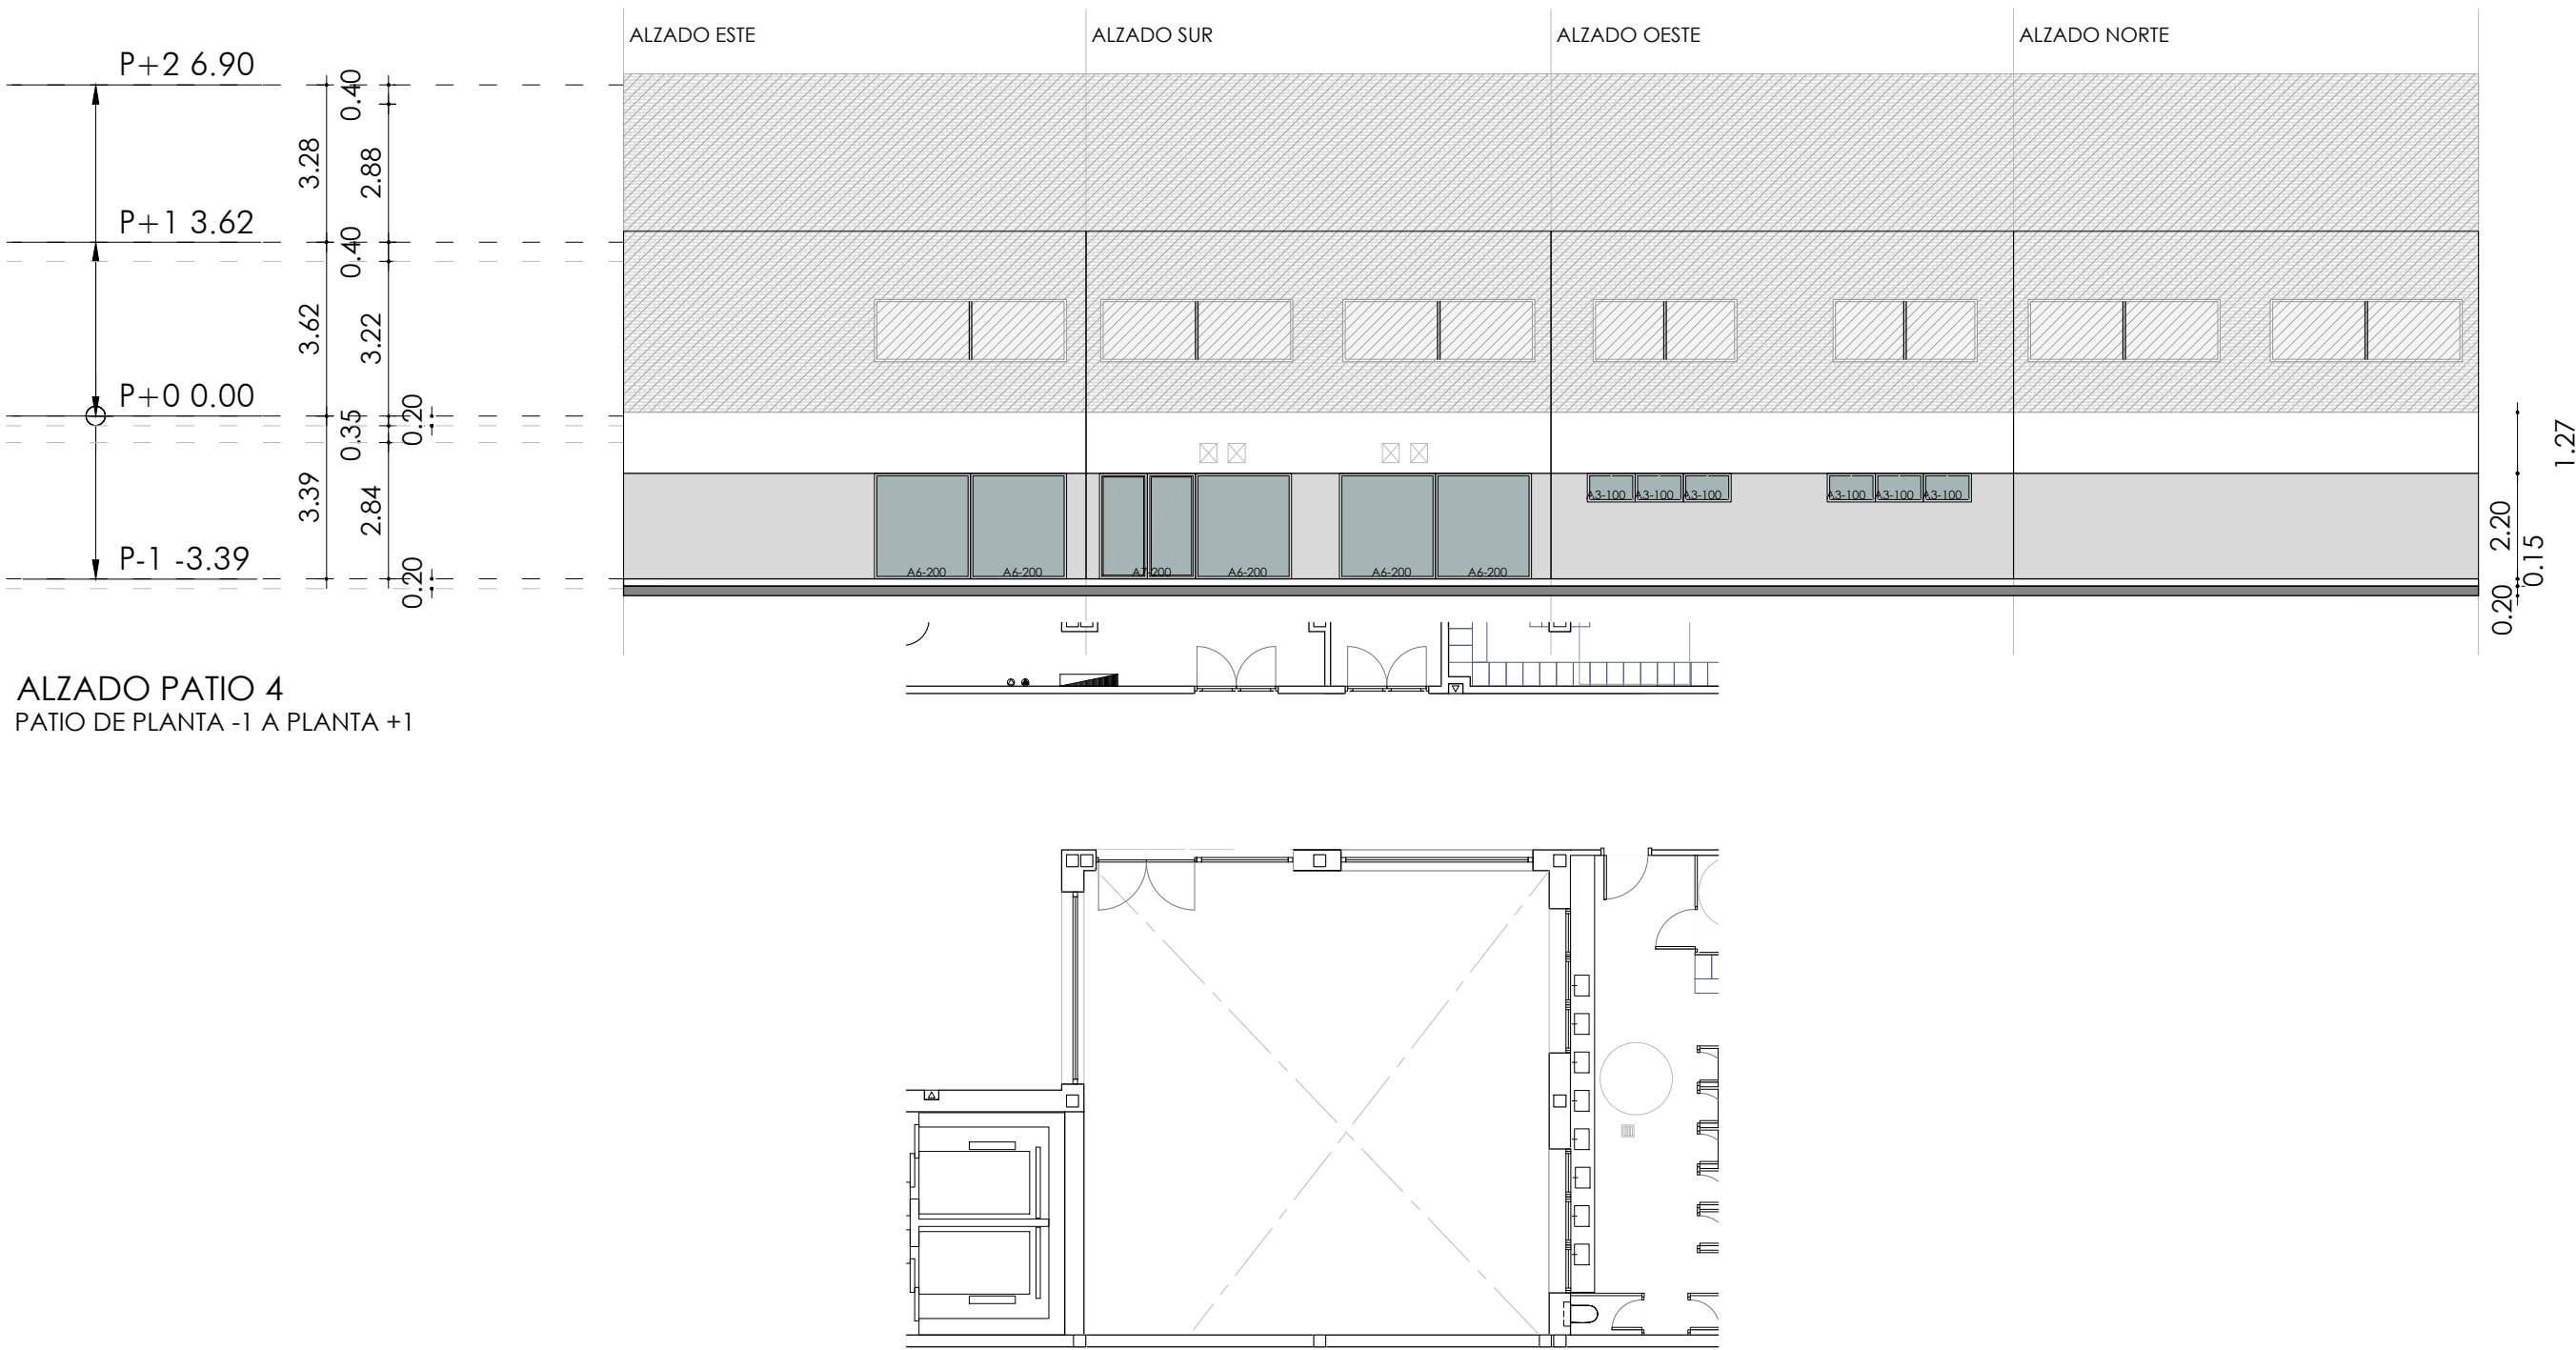 ALZADO ESTE
ALZADO SUR
ALZADO OESTE
ALZADO NORTE
P+2 6.90
0.40
3.28
2.88
P+1 3.62
0.40
3.62
3.22
P+0 0.00
0.35
0.20
3.39
2.84
P-1 -3.39
0.20
1.27
2.20
0.15
0.20
A3-100 A3-100 A3-100
A3-100 A3-100 A3-100
A6-200
A6-200
A7-200
A6-200
A6-200
A6-200
ALZADO PATIO 4
PATIO DE PLANTA -1 A PLANTA +1